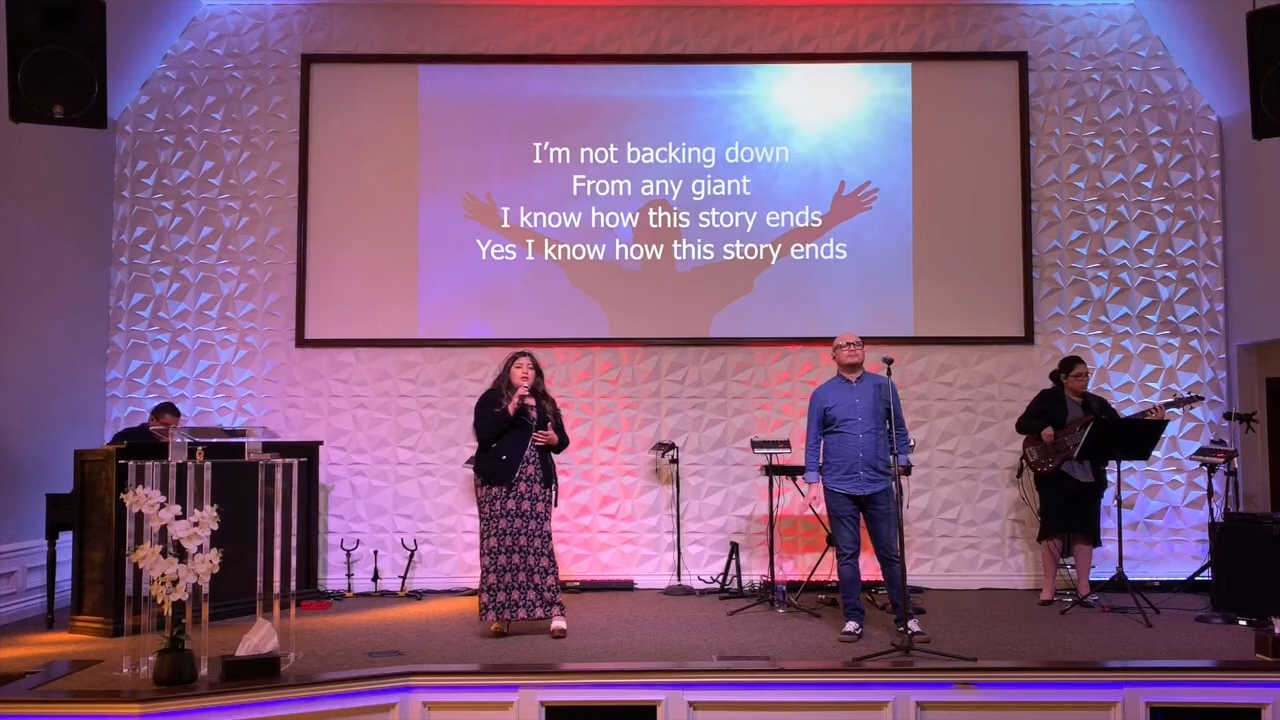 I'm not backing down
From any giant
I know how this story ends
Yes I know how this story ends